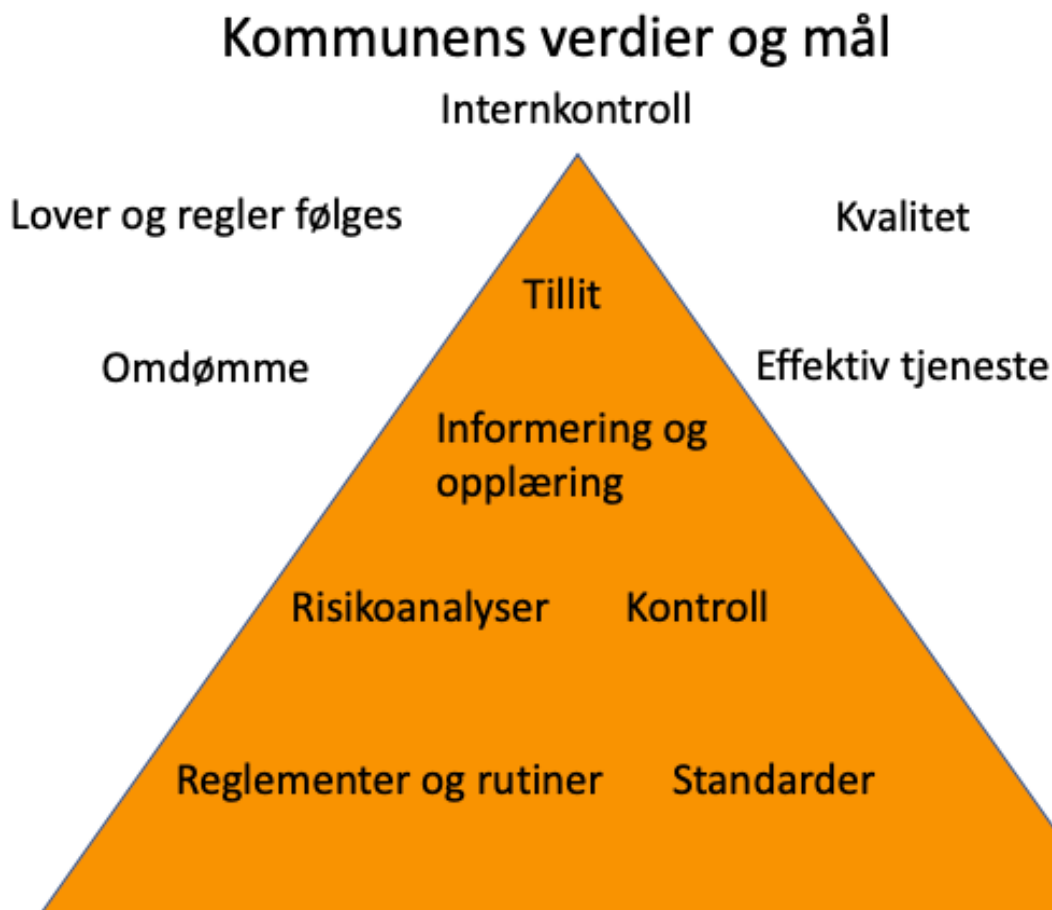 Kommunens verdier og mål
Internkontroll
Lover og regler følges
Kvalitet
Tillit
Omdømme
Effektiv tjeneste
Informering og
opplæring
Risikoanalyser
Kontroll
Reglementer og rutiner
Standarder